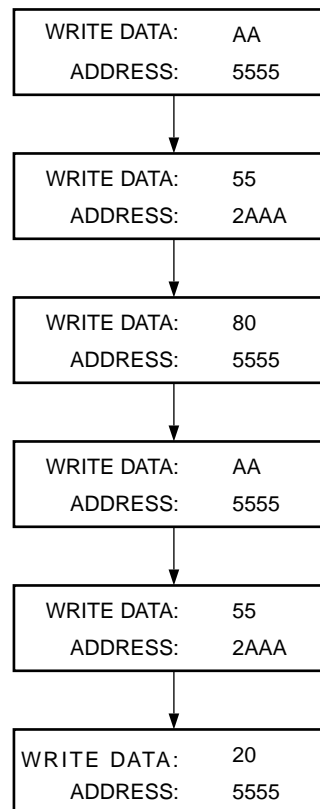 WRITE DATA: AA
ADDRESS: 5555
WRITE DATA: 55
ADDRESS: 2AAA
WRITE DATA: 80
ADDRESS: 5555
WRITE DATA: AA
ADDRESS: 5555
WRITE DATA: 55
ADDRESS: 2AAA
WRITE DATA: 20
ADDRESS: 5555